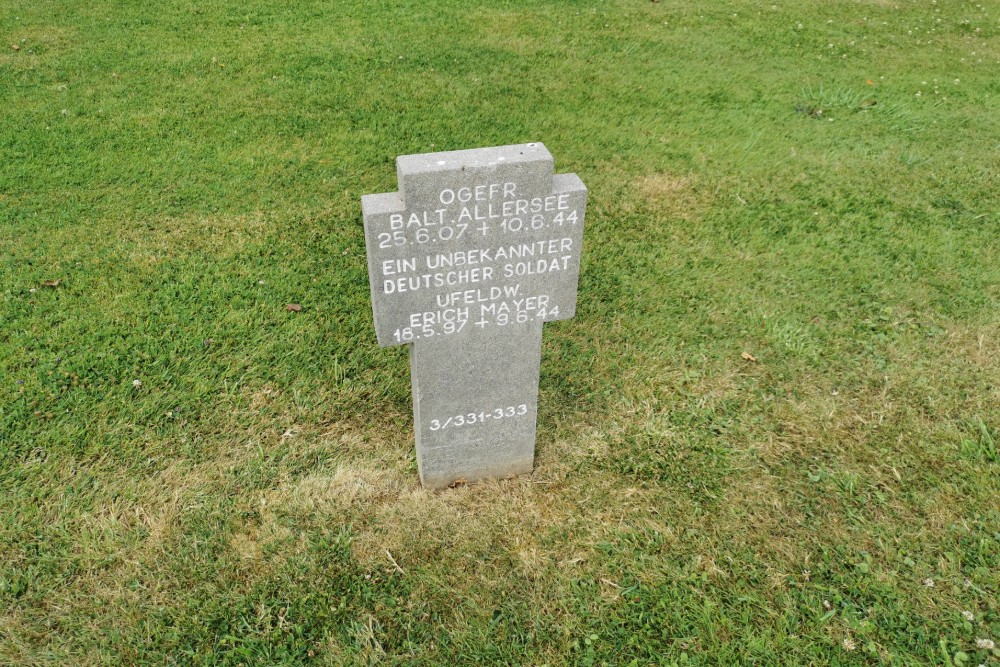 OGEFR.
BALT. ALLERSEE
25.6.07 + 10.6.44
EIN UNBEKANNTER
DEUTSCHER SOLDAT
UFELDW.
ERICH MAYER
18.5.97 + 9.6.44
3/331-333